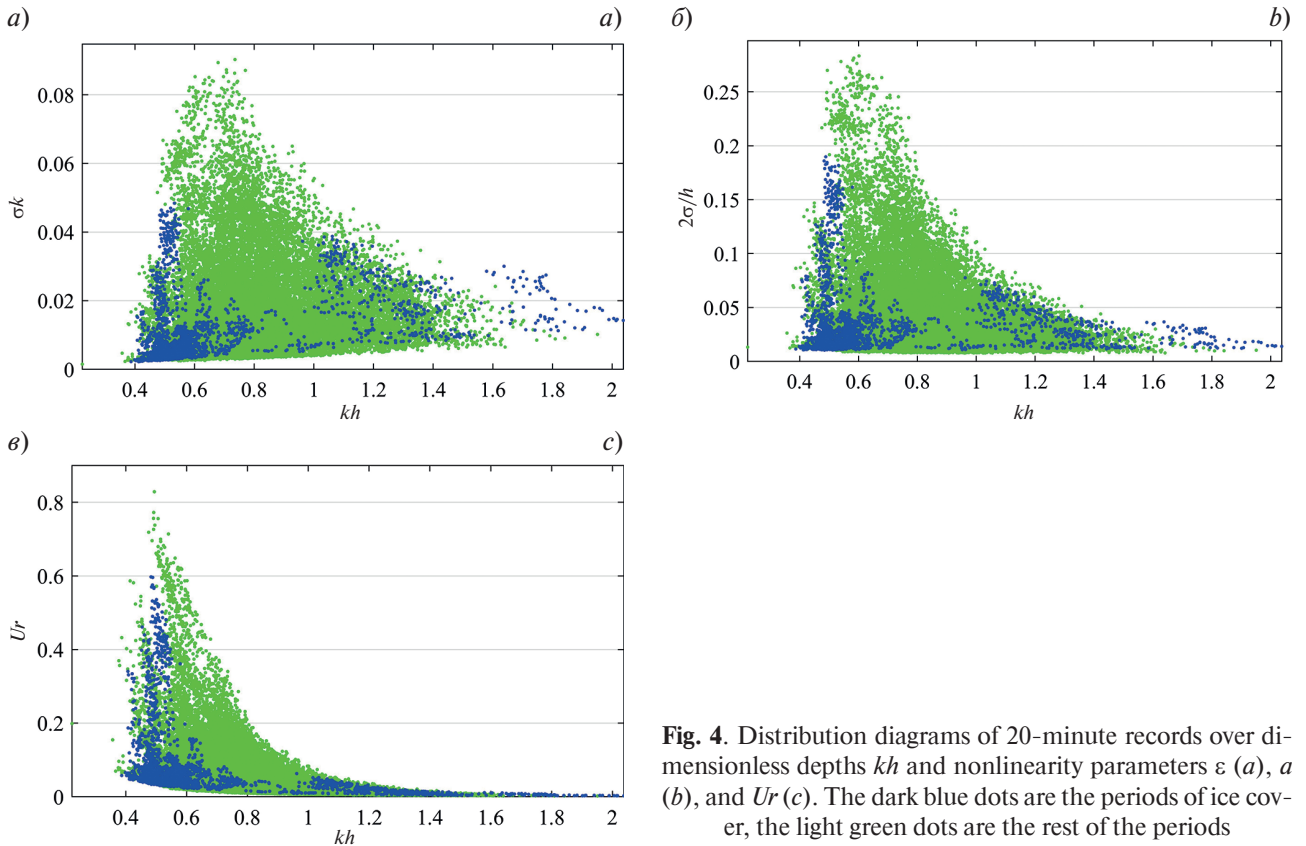 а) a)
0.08
0.06
0.04
0.02
0
σk
0.4 0.6 0.8 1 1.2 1.4 1.6 1.8 2
kh
б) b)
0.25
0.2
0.15
0.1
0.05
0
2σ/h
0.4 0.6 0.8 1 1.2 1.4 1.6 1.8 2
kh
в) c)
0.8
0.6
0.4
0.2
0
Ur
0.4 0.6 0.8 1 1.2 1.4 1.6 1.8 2
kh
Fig. 4. Distribution diagrams of 20-minute records over di-
mensionless depths kh and nonlinearity parameters ε (a), a
(b), and Ur (c). The dark blue dots are the periods of ice cov-
er, the light green dots are the rest of the periods